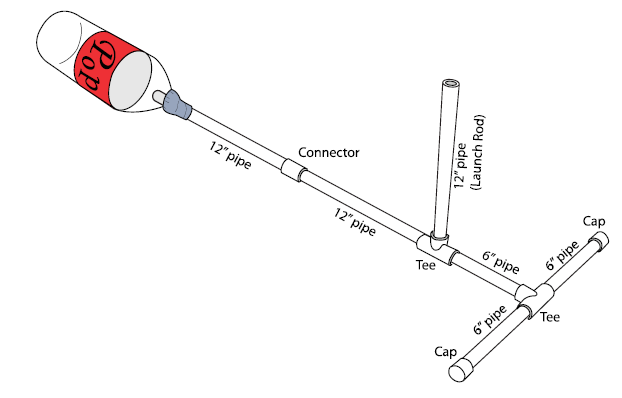 Pop
12” pipe
Connector
12” pipe
12” pipe
(Launch Rod)
Tee
6” pipe
6” pipe
Cap
6” pipe
Tee
Cap